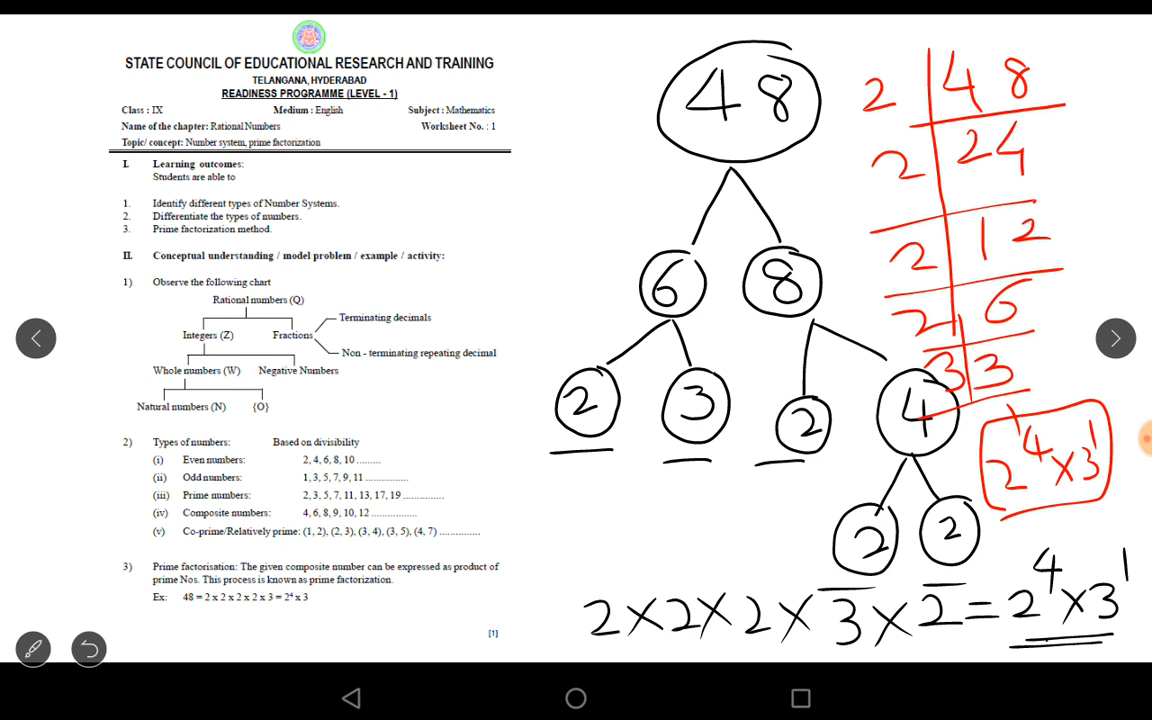 STATE COUNCIL OF EDUCATIONAL RESEARCH AND TRAINING
TELANGANA, HYDERABAD
READINESS PROGRAMME (LEVEL - 1)
Class : IX Medium : English Subject : Mathematics
Name of the chapter: Rational Numbers Worksheet No. : 1
Topic/ concept: Number system, prime factorization
I. Learning outcomes:
Students are able to
1. Identify different types of Number Systems.
2. Differentiate the types of numbers.
3. Prime factorization method.
II. Conceptual understanding / model problem / example / activity:
1) Observe the following chart
Rational numbers (Q)
Terminating decimals
Integers (Z) Fractions
Non - terminating repeating decimal
Whole numbers (W) Negative Numbers
Natural numbers (N) {O}
2) Types of numbers: Based on divisibility
(i) Even numbers: 2, 4, 6, 8, 10 .........
(ii) Odd numbers: 1, 3, 5, 7, 9, 11 ...............
(iii) Prime numbers: 2, 3, 5, 7, 11, 13, 17, 19 ..............
(iv) Composite numbers: 4, 6, 8, 9, 10, 12 .................
(v) Co-prime/Relatively prime: (1, 2), (2, 3), (3, 4), (3, 5), (4, 7) ..............
3) Prime factorisation: The given composite number can be expressed as product of
prime Nos. This process is known as prime factorization.
Ex: 48 = 2 x 2 x 2 x 2 x 3 = 2⁴ x 3
[1]
48
6 8
2 3 2 4
2 2
2 × 2 × 2 × 3 × 2 = 2⁴ × 3¹
2 48
2 24
2 12
2 6
3 3
1
2⁴ × 3¹